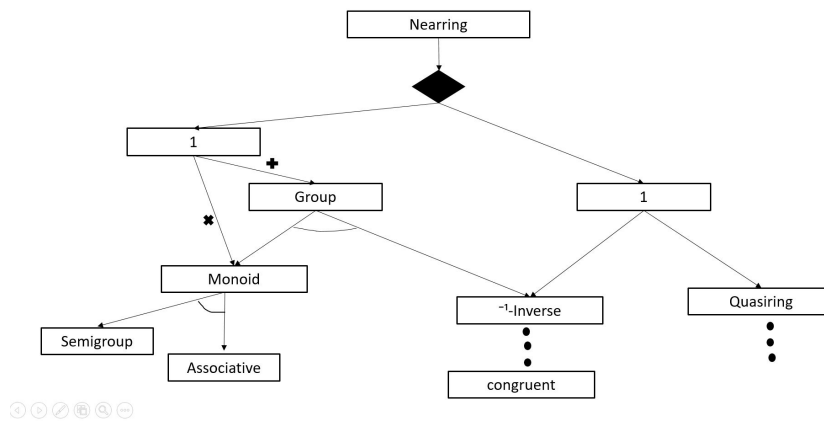 Nearring
1
+
Group
1
×
Monoid
⁻¹-Inverse
Quasiring
Semigroup
Associative
congruent